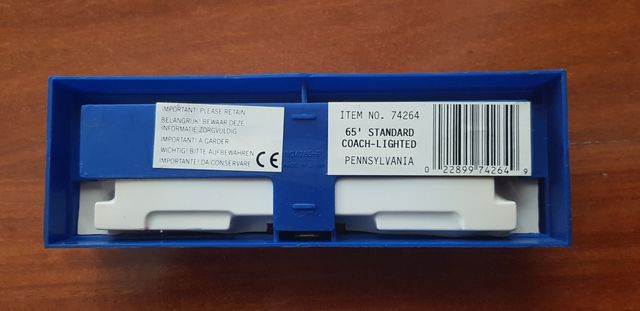 IMPORTANT! PLEASE RETAIN
BELANGRIJK! BEWAAR DEZE
INFORMATIE ZORGVULDIG
IMPORTANT! A GARDER
WICHTIG! BITTE AUFBEWAHREN
IMPORTANTE! DA CONSERVARE
CE
ITEM NO. 74264
65' STANDARD
COACH-LIGHTED
PENNSYLVANIA
0 22899 74264 9